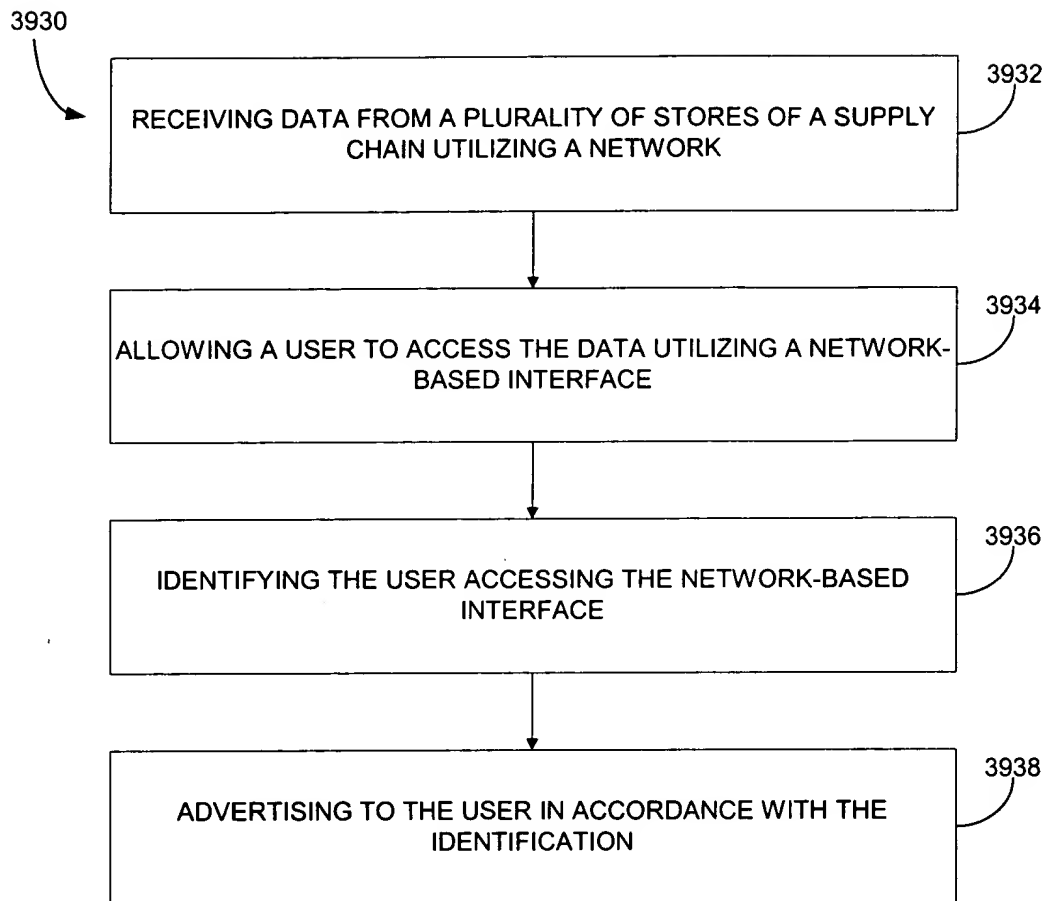 3930
3932
RECEIVING DATA FROM A PLURALITY OF STORES OF A SUPPLY
CHAIN UTILIZING A NETWORK
3934
ALLOWING A USER TO ACCESS THE DATA UTILIZING A NETWORK-
BASED INTERFACE
3936
IDENTIFYING THE USER ACCESSING THE NETWORK-BASED
INTERFACE
3938
ADVERTISING TO THE USER IN ACCORDANCE WITH THE
IDENTIFICATION